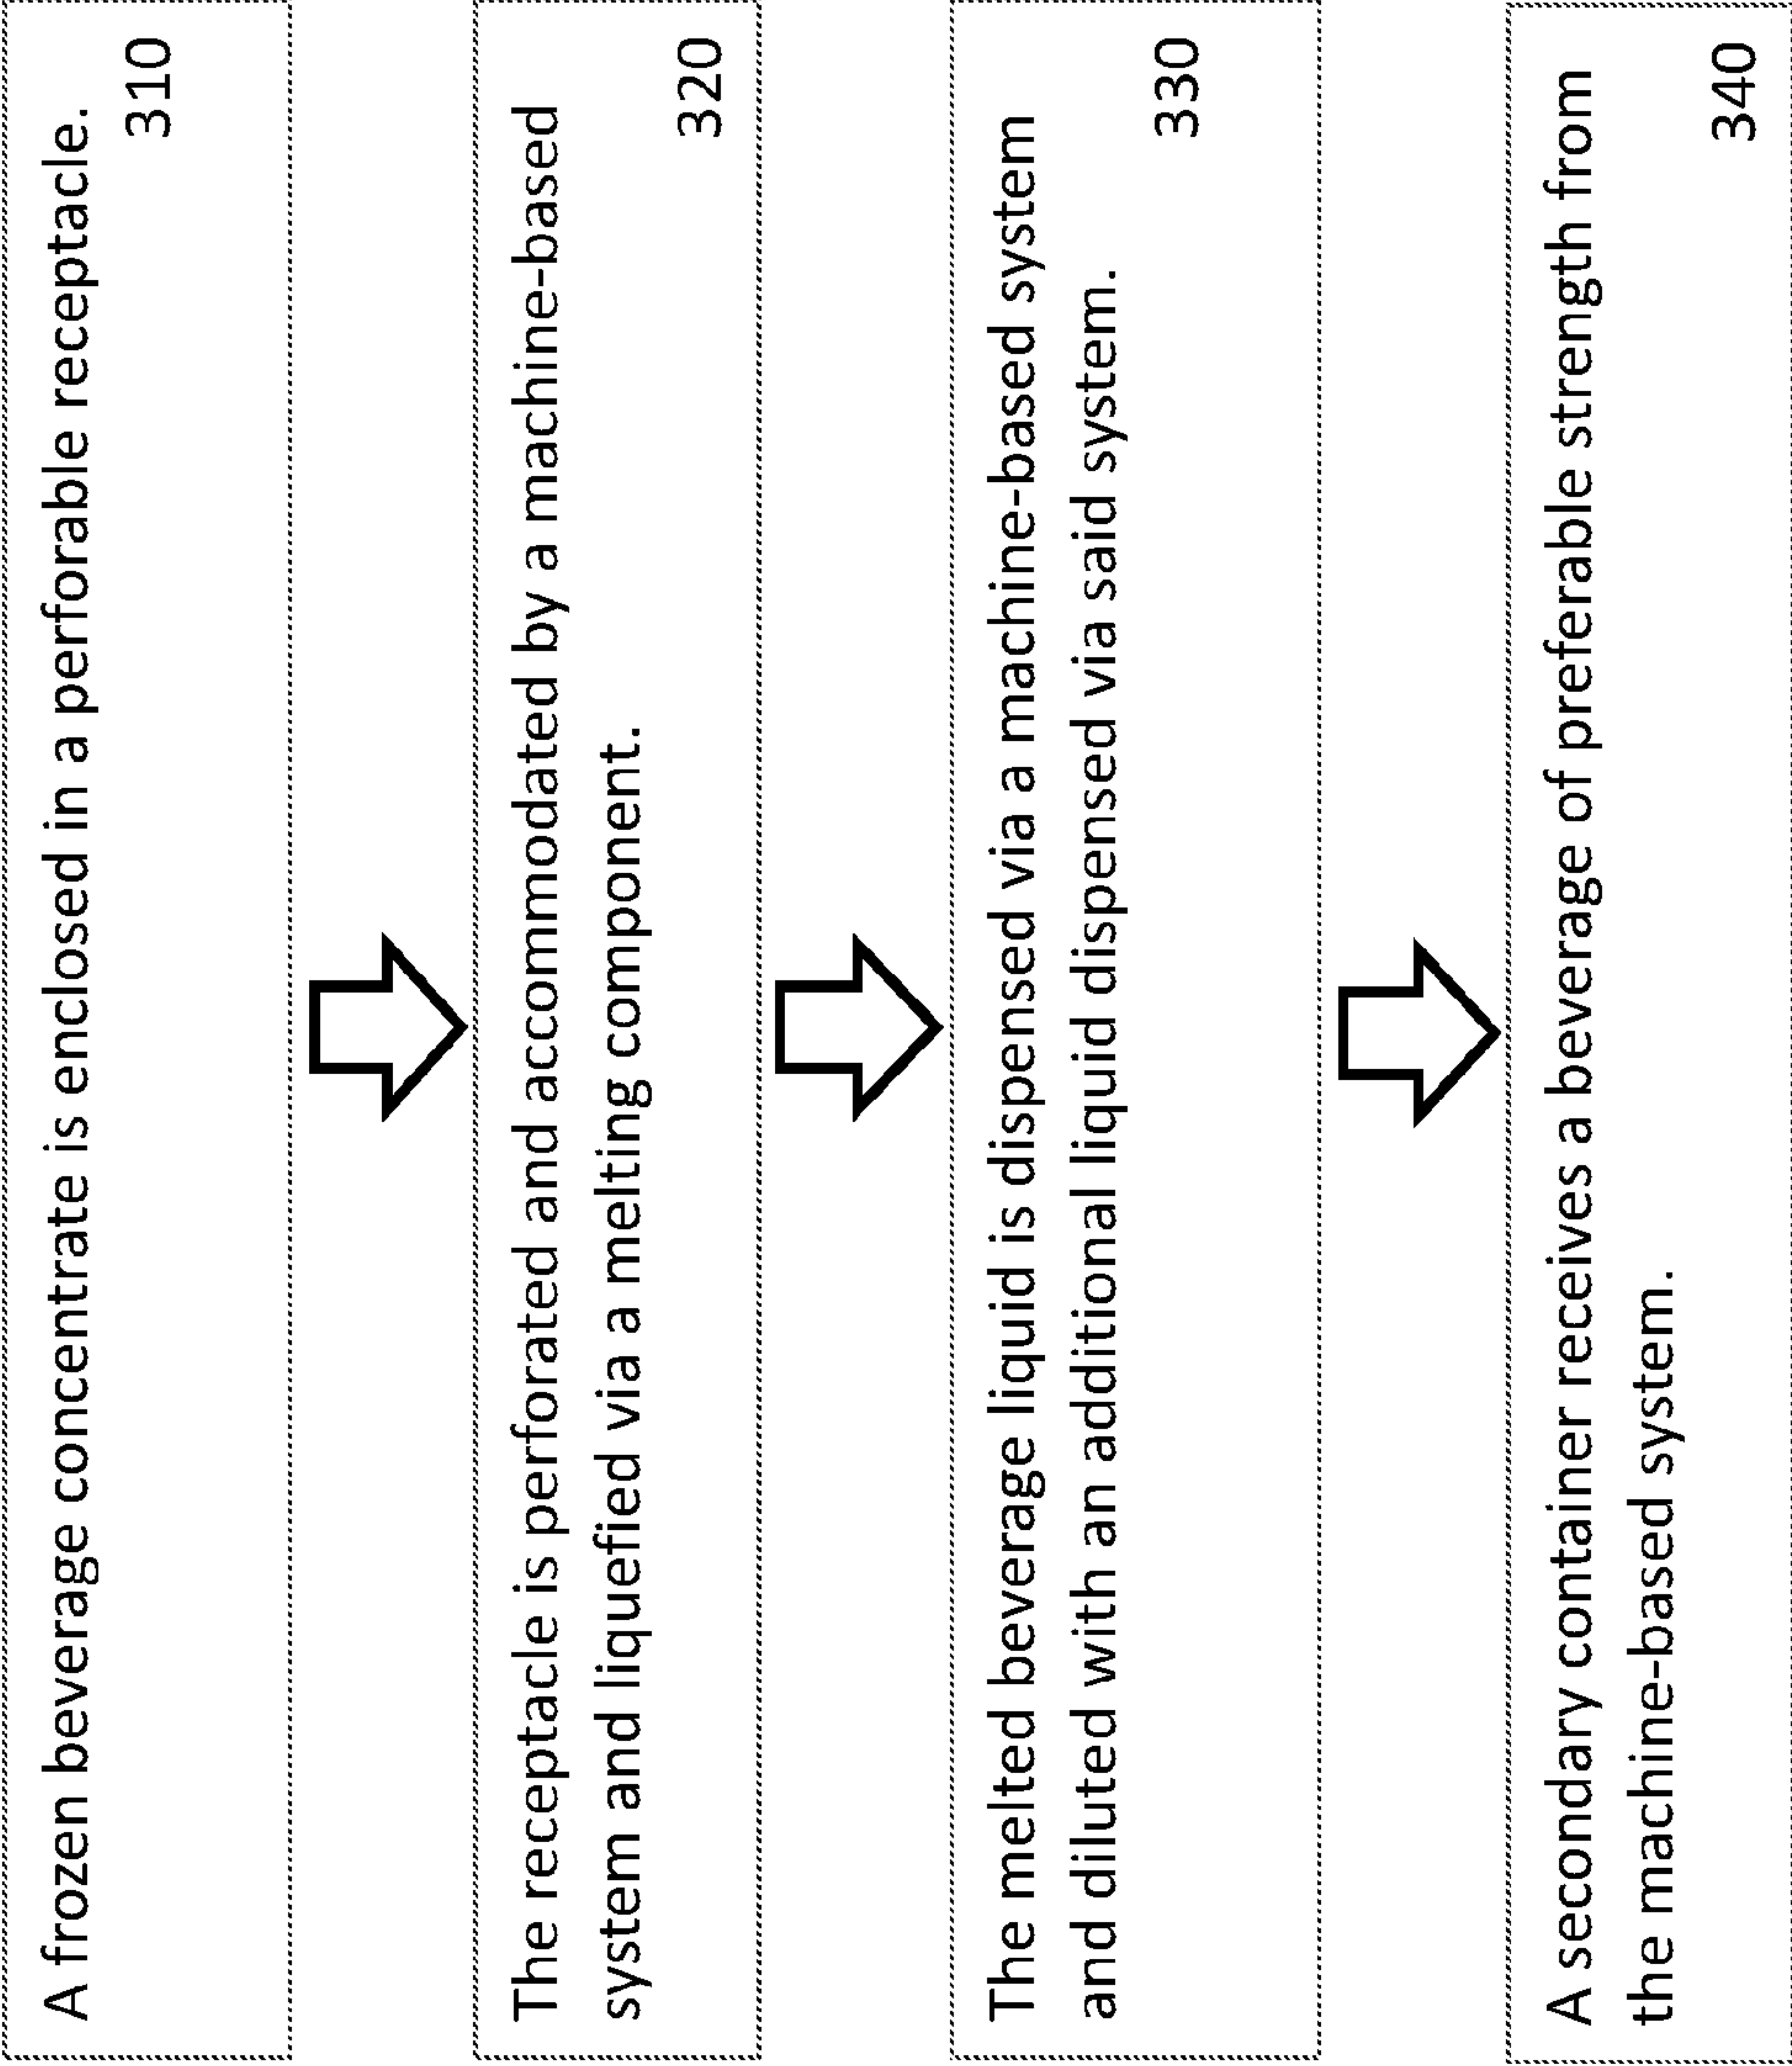 A frozen beverage concentrate is enclosed in a perforable receptacle.
310
The receptacle is perforated and accommodated by a machine-based
system and liquefied via a melting component.
320
The melted beverage liquid is dispensed via a machine-based system
and diluted with an additional liquid dispensed via said system.
330
A secondary container receives a beverage of preferable strength from
the machine-based system.
340